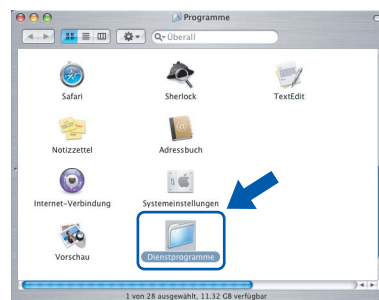 Programme
Überall
Safari
Sherlock
TextEdit
Notizzettel
Adressbuch
Internet-Verbindung
Systemeinstellungen
Vorschau
Dienstprogramme
1 von 28 ausgewählt, 11.32 GB verfügbar